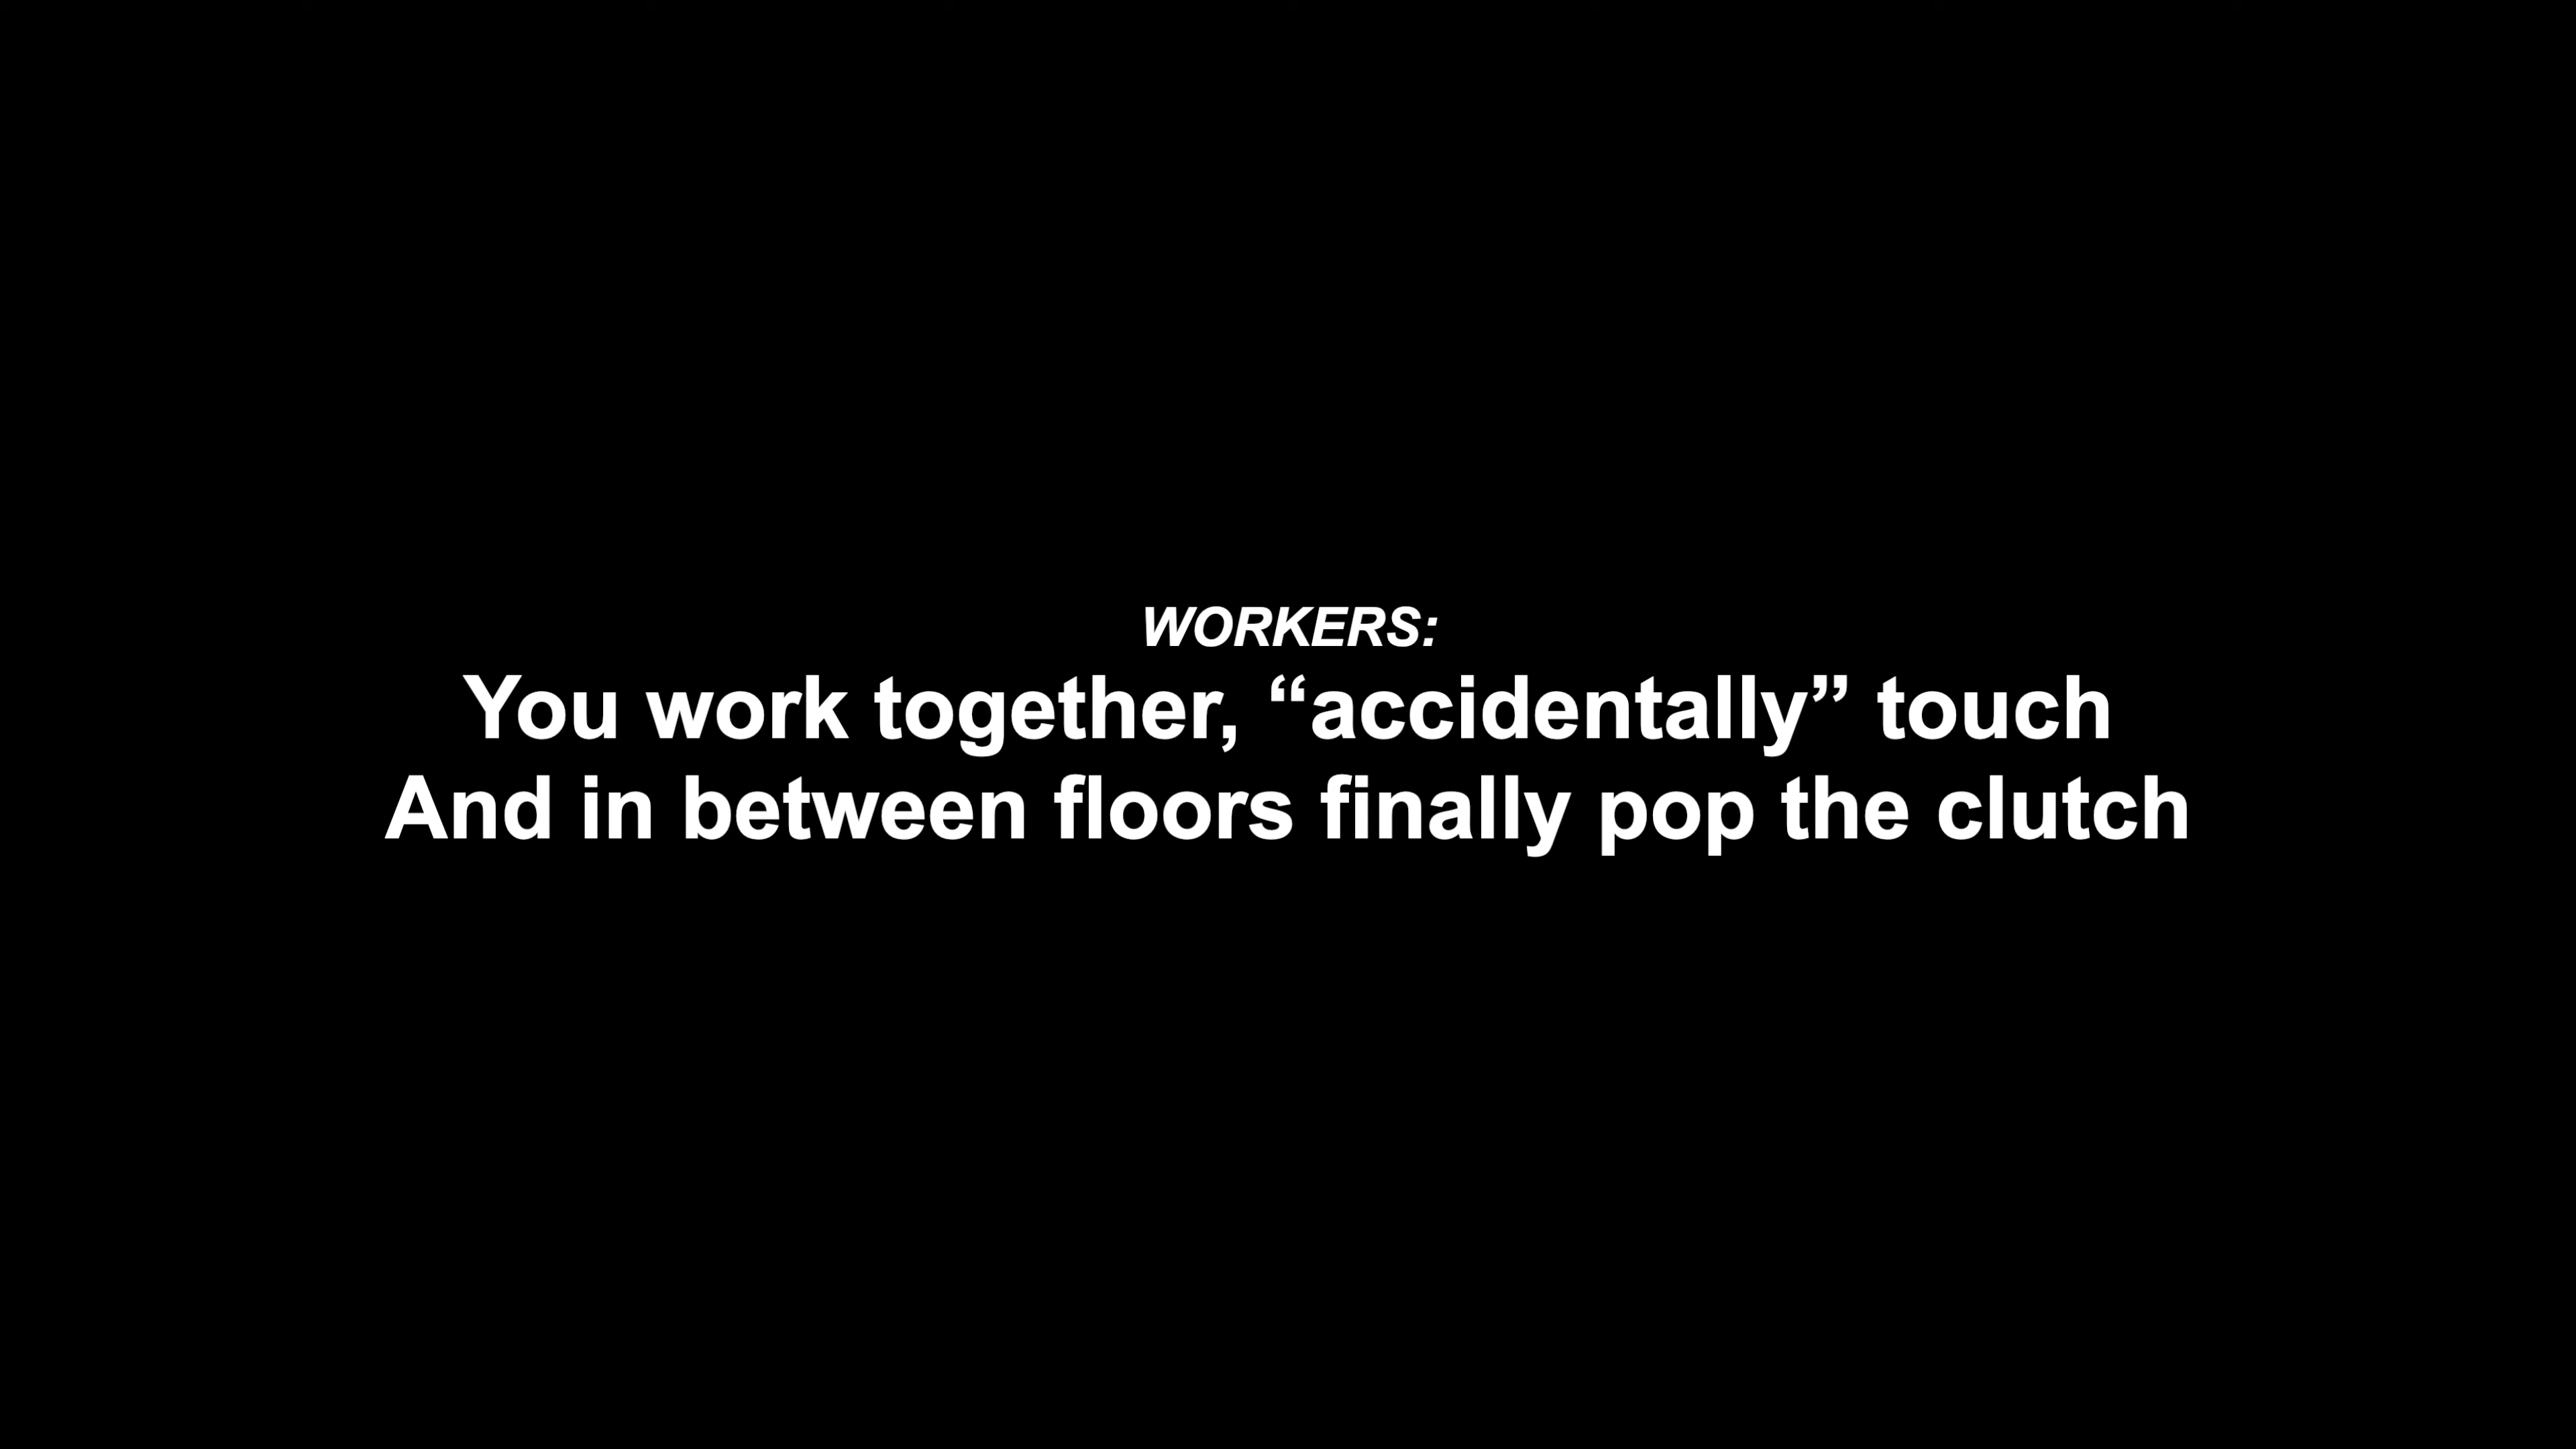 WORKERS:
You work together, “accidentally” touch
And in between floors finally pop the clutch